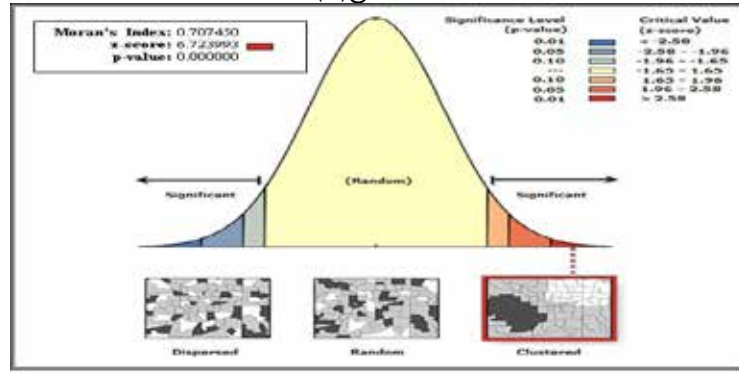 Moran's Index: 0.707450
z-score: 6.723993
p-value: 0.000000
Significance Level (p-value)
Critical Value (z-score)
0.01 < -2.58
0.05 -2.58 – -1.96
0.10 -1.96 – -1.65
--- -1.65 – 1.65
0.10 1.65 – 1.96
0.05 1.96 – 2.58
0.01 > 2.58
Significant
(Random)
Significant
Dispersed
Random
Clustered